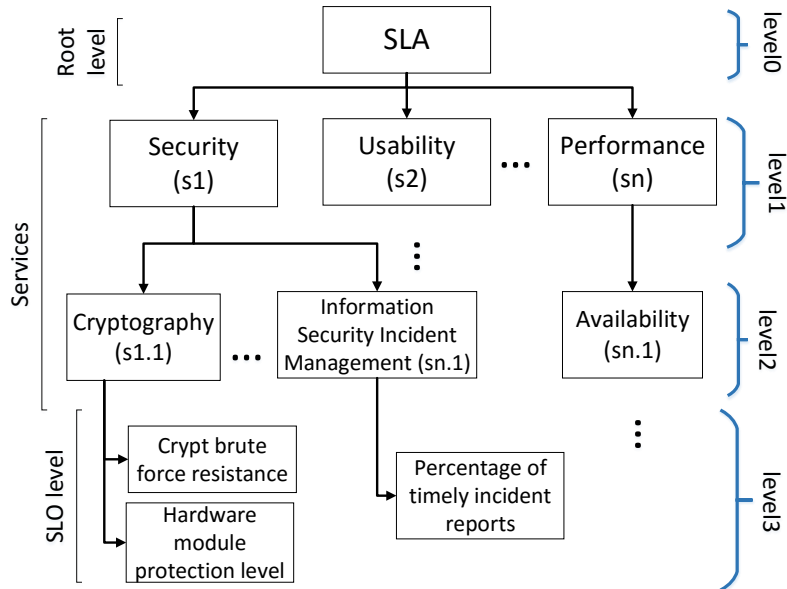 SLA
Root
level
level0
Security
(s1)
Usability
(s2)
...
Performance
(sn)
level1
Services
Cryptography
(s1.1)
...
Information
Security Incident
Management (sn.1)
Availability
(sn.1)
level2
SLO level
Crypt brute
force resistance
Hardware
module
protection level
Percentage of
timely incident
reports
level3